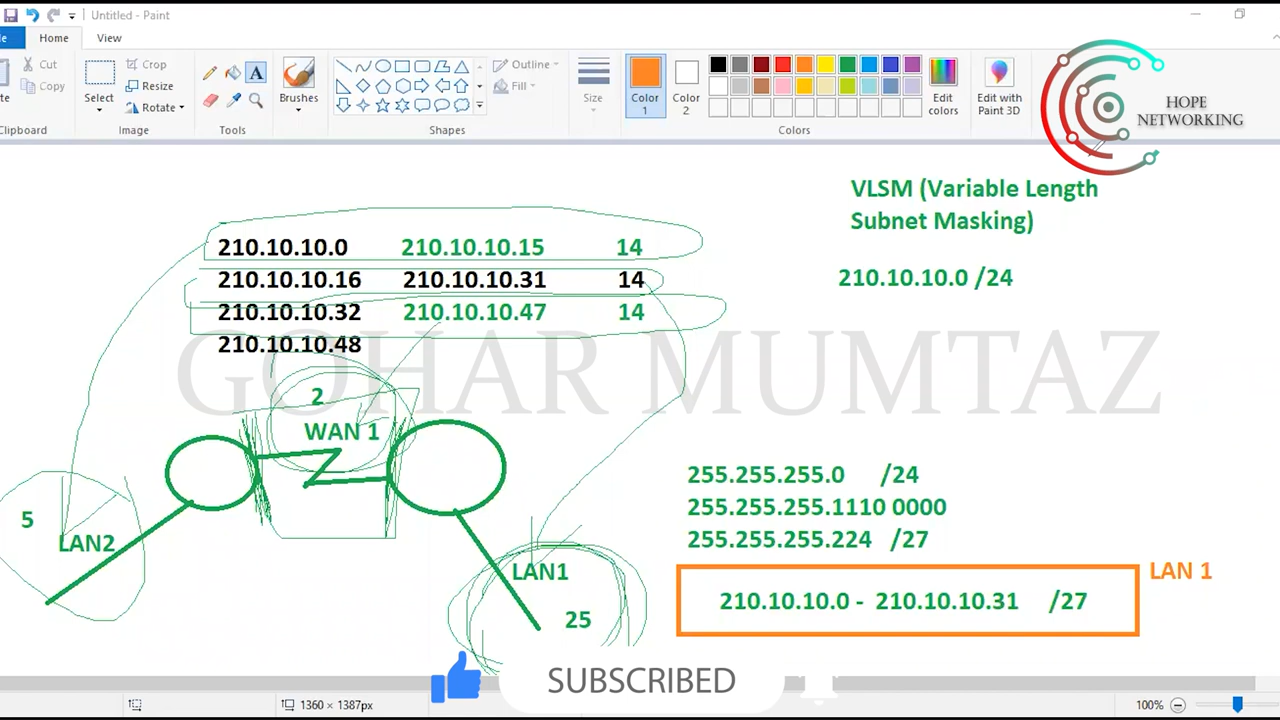 Untitled - Paint
Home View
Cut
Copy
Clipboard
Select
Crop
Resize
Rotate
Image
A
Tools
Brushes
Outline
Fill
Shapes
Size
Color 1
Color 2
Edit colors
Colors
Edit with Paint 3D
HOPE
NETWORKING
VLSM (Variable Length
Subnet Masking)
210.10.10.0 /24
210.10.10.0 210.10.10.15 14
210.10.10.16 210.10.10.31 14
210.10.10.32 210.10.10.47 14
210.10.10.48
GOHAR MUMTAZ
2
WAN 1
5
LAN2
LAN1
25
255.255.255.0 /24
255.255.255.1110 0000
255.255.255.224 /27
LAN 1
210.10.10.0 - 210.10.10.31 /27
SUBSCRIBED
1360 × 1387px
100%